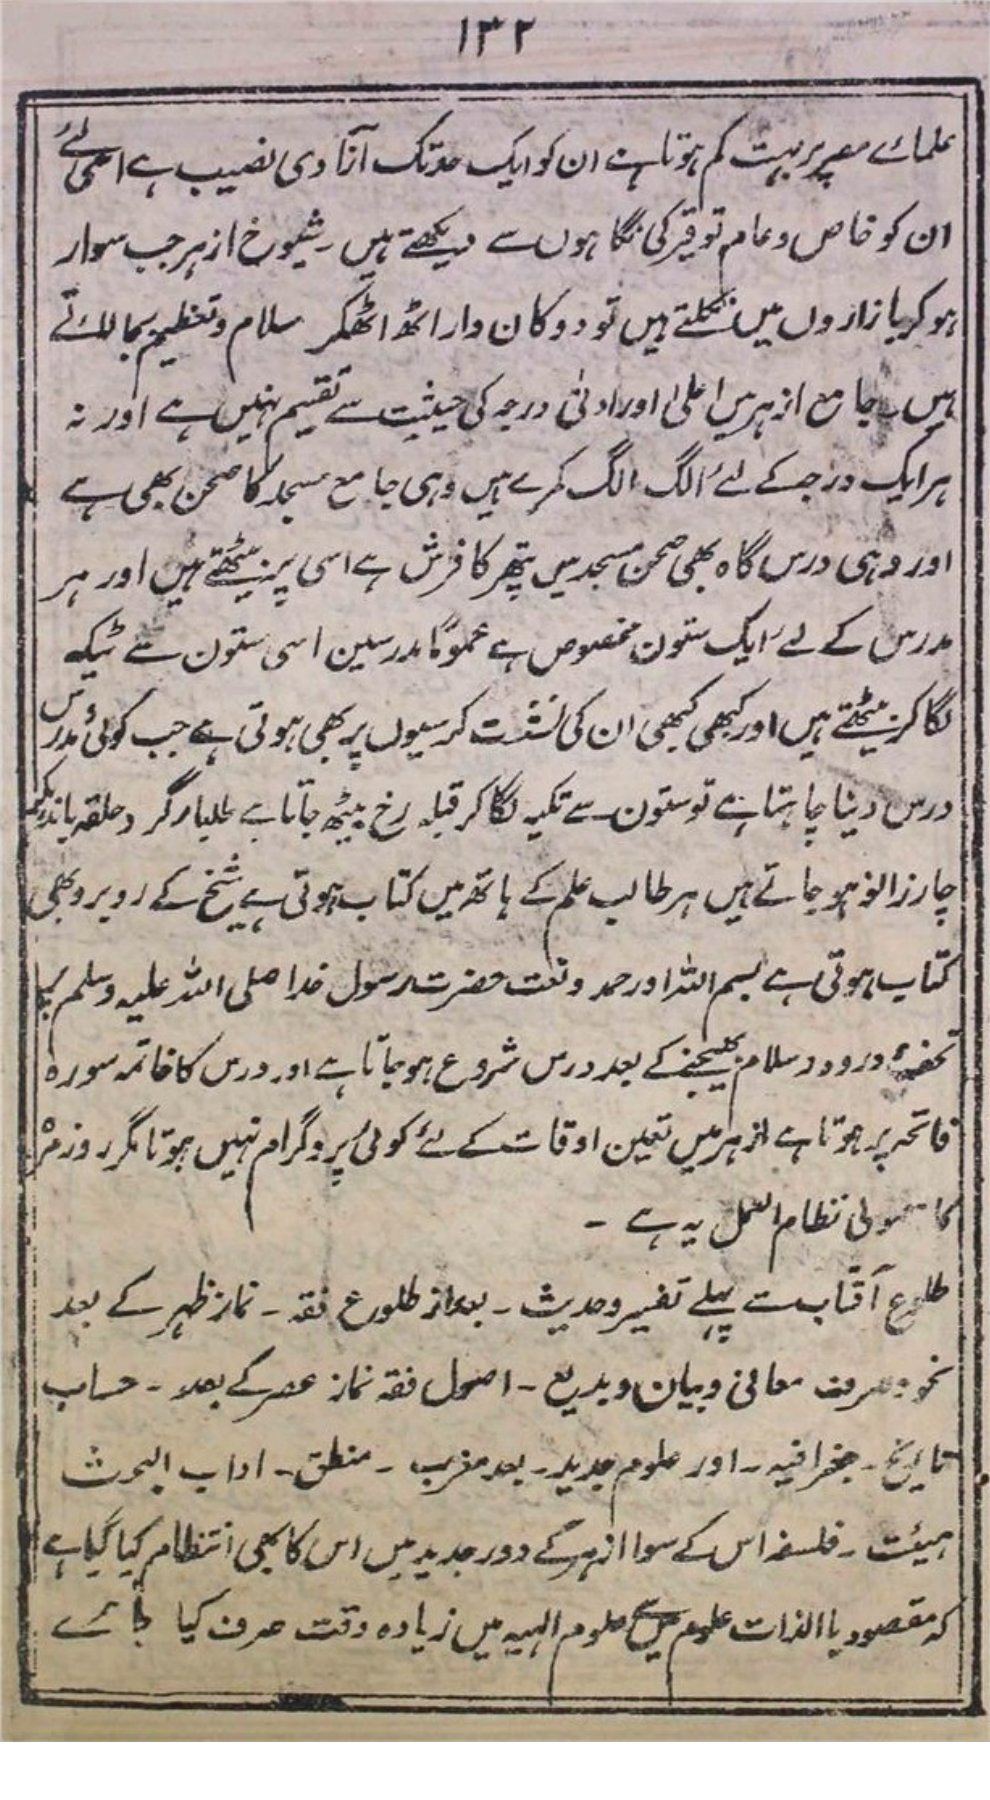 ۱۳۲
علمائے مصر پر بہت کم ہوتا ہے ان کو ایک حد تک آزادی نصیب ہے اسی لئے
ان کو خاص و عام توقیر کی نگاہوں سے دیکھتے ہیں ۔ شیوخ ازہر جب سوار
ہو کر بازاروں میں نکلتے ہیں تو دوکان دار اٹھ اٹھکر سلام و تعظیم بجالاتے
ہیں ۔ جامع ازہر میں اعلیٰ اور ادنیٰ درجہ کی حیثیت سے تقسیم نہیں ہے اور نہ
ہر ایک درجہ کے لئے الگ الگ کمرے ہیں وہی جامع مسجد کا صحن بھی ہے
اور وہی درس گاہ بھی صحن مسجد میں پتھر کا فرش ہے اسی پر بیٹھتے ہیں اور ہر
مدرس کے لئے ایک ستون مخصوص ہے عموماً مدرسین اسی ستون سے ٹیکہ
لگا کر بیٹھتے ہیں اور کبھی کبھی ان کی نشست کرسیوں پر بھی ہوتی ہے جب کوئی مدرس
درس دینا چاہتا ہے تو ستون سے تکیہ لگا کر قبلہ رخ بیٹھ جاتا ہے طلبا گرد حلقہ باندھکر
چار زانو ہو جاتے ہیں ہر طالب علم کے ہاتھ میں کتاب ہوتی ہے شیخ کے روبرو بھی
کتاب ہوتی ہے بسم اللہ اور حمد و نعت حضرت رسول خدا صلی اللہ علیہ وسلم
تحفۂ درود و سلام بھیجنے کے بعد درس شروع ہو جاتا ہے اور درس کا خاتمہ سورہ
فاتحہ پر ہوتا ہے ازہر میں تعین اوقات کے لئے کوئی پروگرام نہیں ہوتا مگر روزمرہ
کا معمولی نظام العمل یہ ہے ۔
طلوع آفتاب سے پہلے تفسیر و حدیث ۔ بعد از طلوع فقہ ۔ نماز ظہر کے بعد
نحو و صرف معانی و بیان و بدیع ۔ اصول فقہ نماز عصر کے بعد ۔ حساب
تاریخ ۔ جغرافیہ ۔ اور علوم جدید ۔ بعد مغرب ۔ منطق ۔ اداب البحث
ہیئت ۔ فلسفہ اس کے سوا ازہر کے دور جدید میں اس کا بھی انتظام کیا گیا ہے
کہ مقصود باالذات علوم علوم الہیہ میں زیادہ وقت صرف کیا جائے